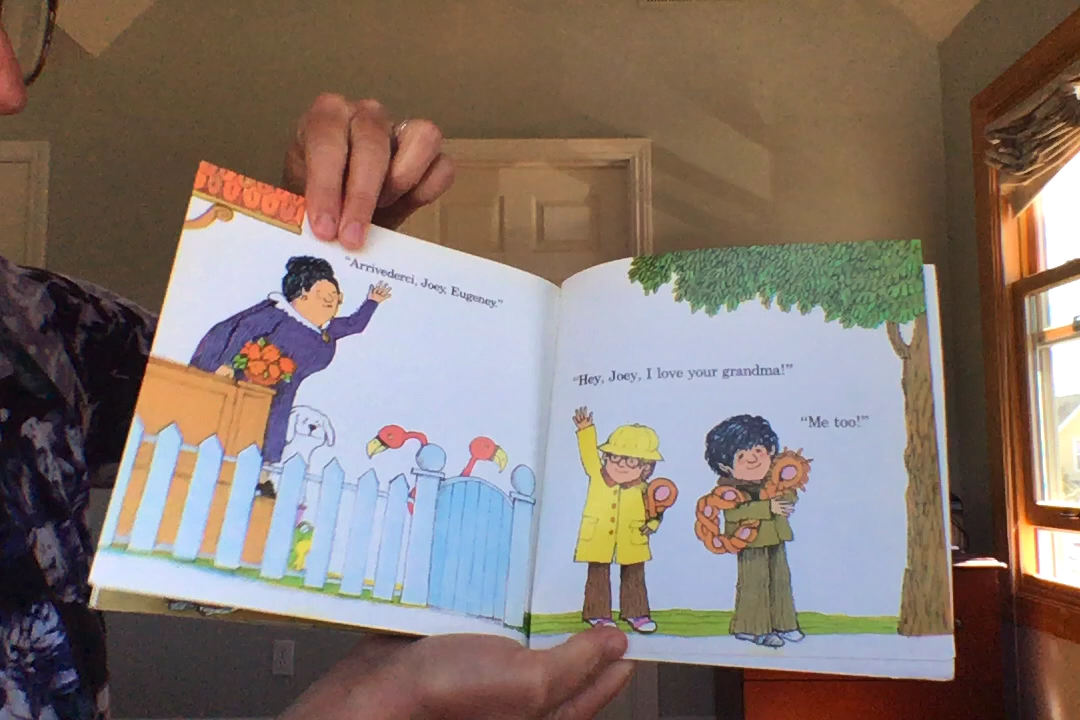 “Arrivederci, Joey, Eugeney.”
“Hey, Joey, I love your grandma!”
“Me too!”